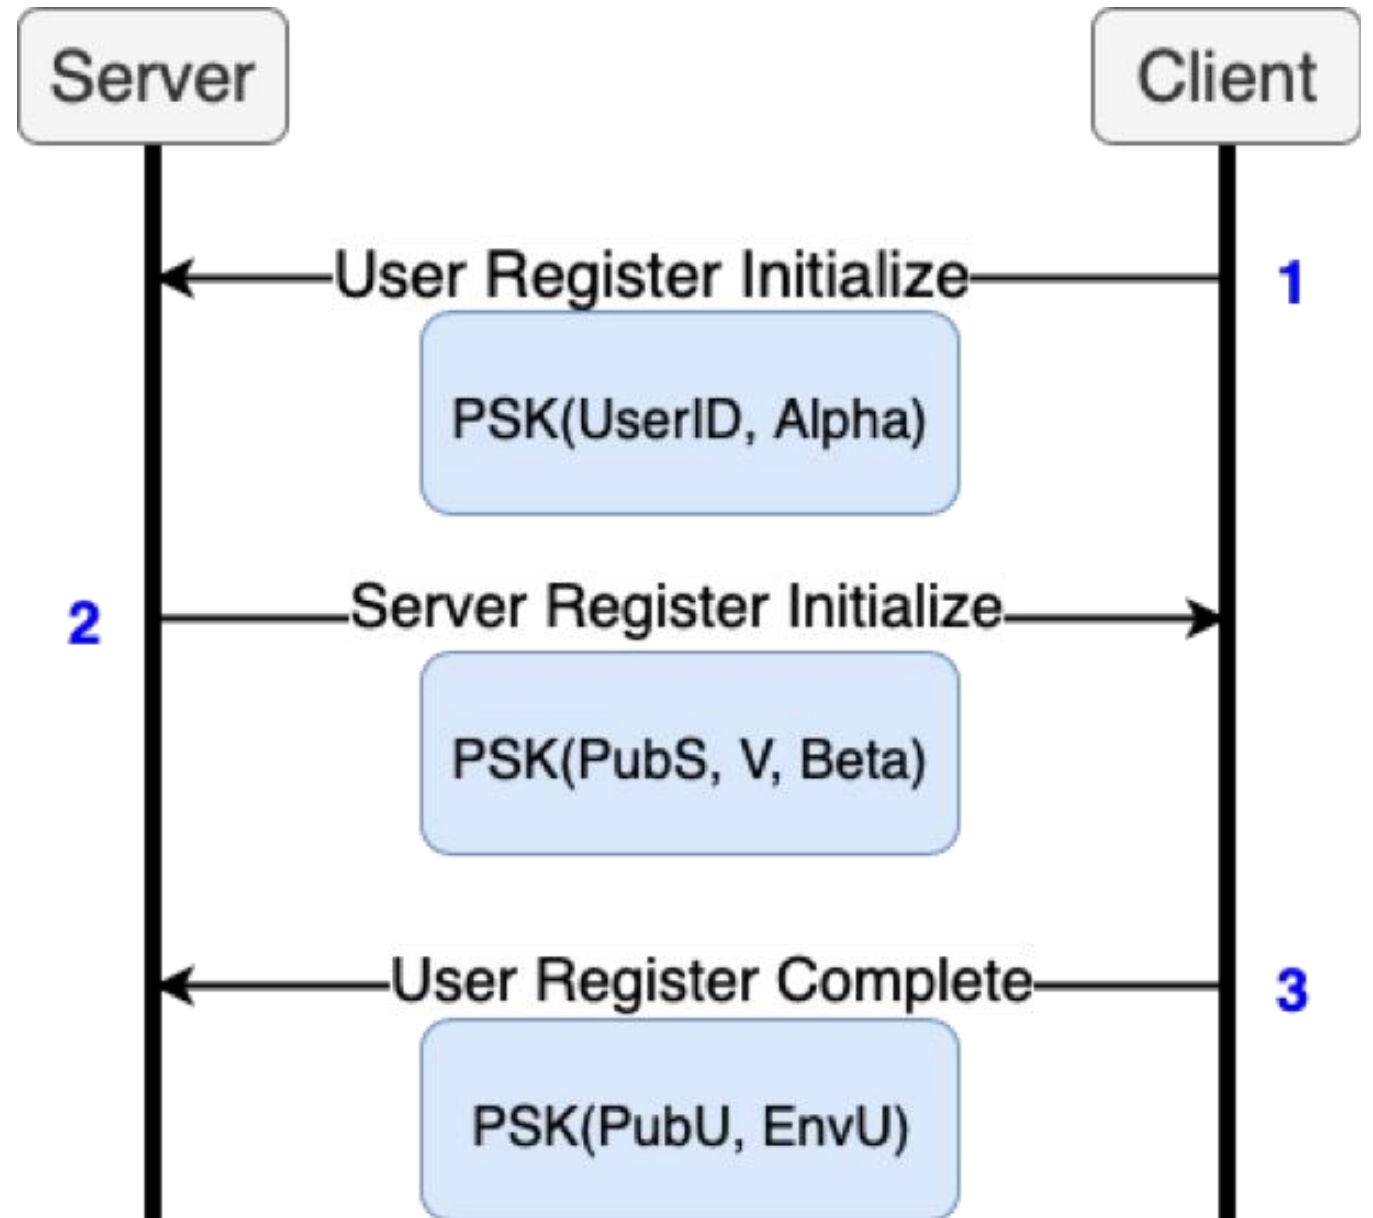 Server
Client
User Register Initialize
1
PSK(UserID, Alpha)
2
Server Register Initialize
PSK(PubS, V, Beta)
User Register Complete
3
PSK(PubU, EnvU)